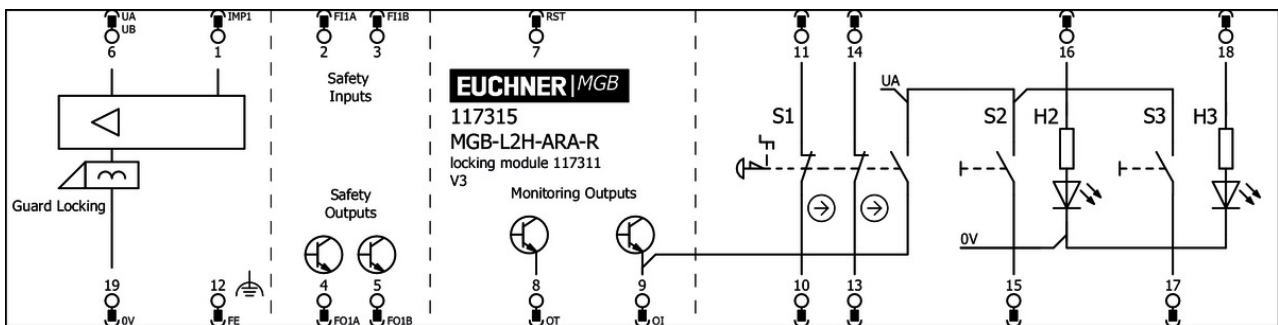 UA IMP1 FI1A FI1B RST
UB
6 1 2 3 7 11 14 16 18
Safety
Inputs
EUCHNER MGB
117315
MGB-L2H-ARA-R
locking module 117311
V3
UA
S1 S2 H2 S3 H3
Guard Locking
Safety
Outputs
Monitoring Outputs
0V
19 12 4 5 8 9 10 13 15 17
0V FE FO1A FO1B OT OI